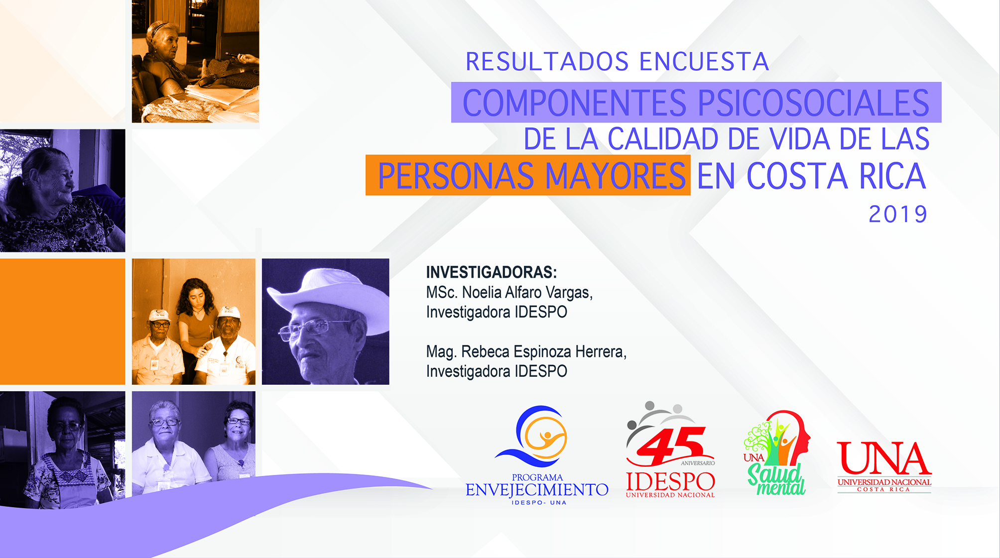 RESULTADOS ENCUESTA
COMPONENTES PSICOSOCIALES
DE LA CALIDAD DE VIDA DE LAS
PERSONAS MAYORES EN COSTA RICA
2019
INVESTIGADORAS:
MSc. Noelia Alfaro Vargas,
Investigadora IDESPO
Mag. Rebeca Espinoza Herrera,
Investigadora IDESPO
PROGRAMA
ENVEJECIMIENTO
IDESPO- UNA
45
ANIVERSARIO
IDESPO
UNIVERSIDAD NACIONAL
UNA
Salud
mental
UNA
UNIVERSIDAD NACIONAL
COSTA RICA